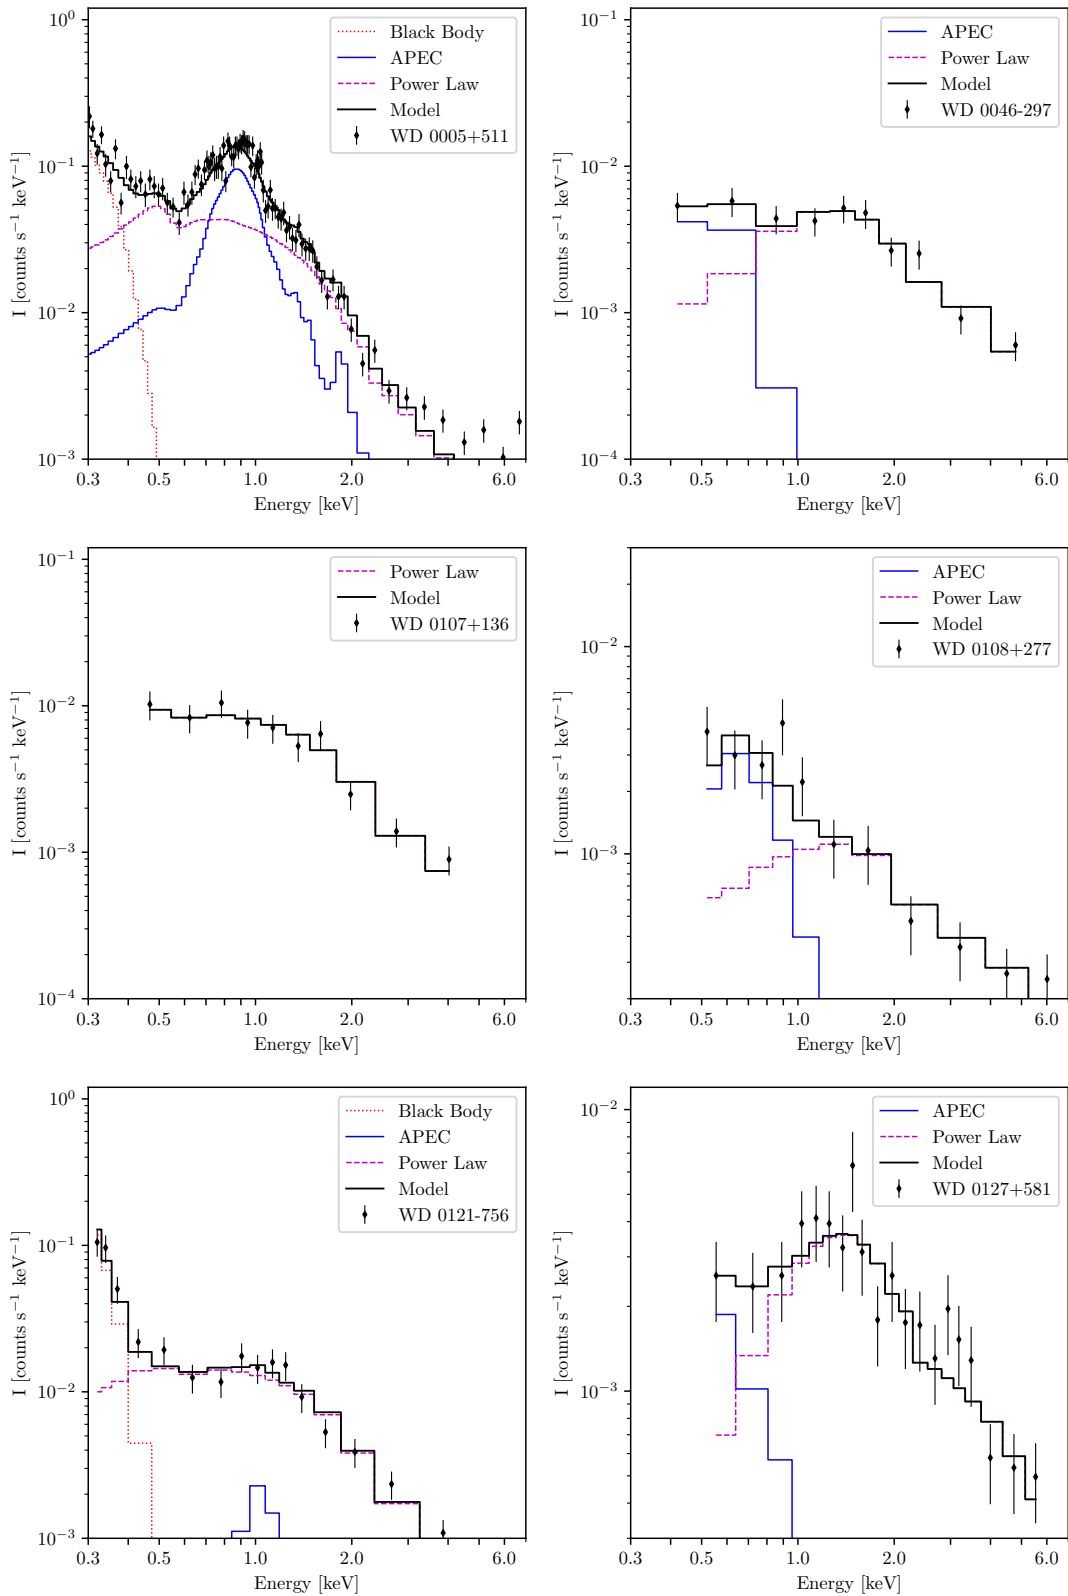 10^0
10^-1
10^-2
10^-3
I [counts s^-1 keV^-1]
Black Body
APEC
Power Law
Model
WD 0005+511
0.3 0.5 1.0 2.0 6.0
Energy [keV]
10^-1
10^-2
10^-3
10^-4
I [counts s^-1 keV^-1]
APEC
Power Law
Model
WD 0046-297
0.3 0.5 1.0 2.0 6.0
Energy [keV]
10^-1
10^-2
10^-3
10^-4
I [counts s^-1 keV^-1]
Power Law
Model
WD 0107+136
0.3 0.5 1.0 2.0 6.0
Energy [keV]
10^-2
10^-3
I [counts s^-1 keV^-1]
APEC
Power Law
Model
WD 0108+277
0.3 0.5 1.0 2.0 6.0
Energy [keV]
10^0
10^-1
10^-2
10^-3
I [counts s^-1 keV^-1]
Black Body
APEC
Power Law
Model
WD 0121-756
0.3 0.5 1.0 2.0 6.0
Energy [keV]
10^-2
10^-3
I [counts s^-1 keV^-1]
APEC
Power Law
Model
WD 0127+581
0.3 0.5 1.0 2.0 6.0
Energy [keV]